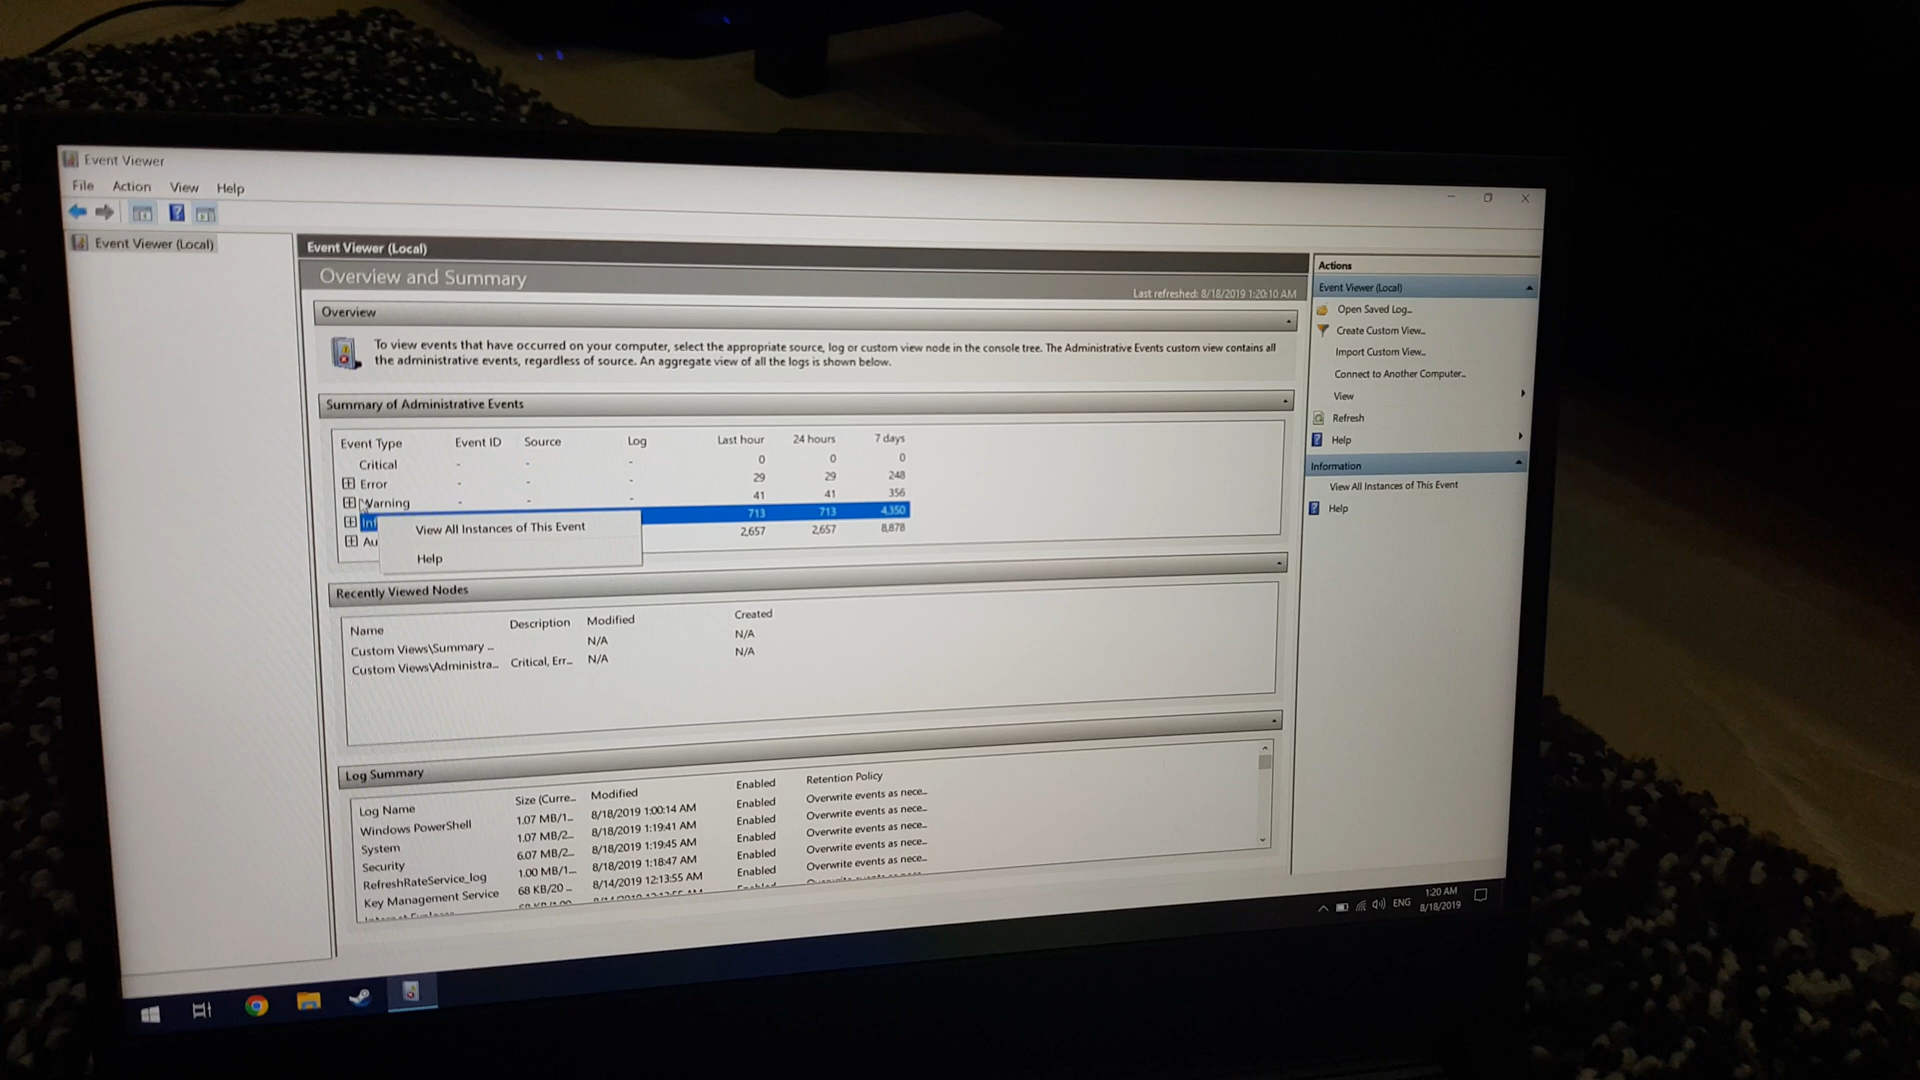 Event Viewer
File Action View Help
Event Viewer (Local)
Event Viewer (Local)
Overview and Summary
Last refreshed: 8/18/2019 1:20:10 AM
Overview
To view events that have occurred on your computer, select the appropriate source, log or custom view node in the console tree. The Administrative Events custom view contains all
the administrative events, regardless of source. An aggregate view of all the logs is shown below.
Summary of Administrative Events
Event Type Event ID Source Log Last hour 24 hours 7 days
Critical - - - 0 0 0
Error - - - 29 29 248
Warning - - - 41 41 356
Inf 713 713 4,350
Au 2,657 2,657 8,878
View All Instances of This Event
Help
Recently Viewed Nodes
Name Description Modified Created
Custom Views\Summary ... N/A N/A
Custom Views\Administra... Critical, Err... N/A N/A
Log Summary
Log Name Size (Curre... Modified Enabled Retention Policy
Windows PowerShell 1.07 MB/1... 8/18/2019 1:00:14 AM Enabled Overwrite events as nece...
System 1.07 MB/2... 8/18/2019 1:19:41 AM Enabled Overwrite events as nece...
Security 6.07 MB/2... 8/18/2019 1:19:45 AM Enabled Overwrite events as nece...
RefreshRateService_log 1.00 MB/1... 8/18/2019 1:18:47 AM Enabled Overwrite events as nece...
Key Management Service 68 KB/20 ... 8/14/2019 12:13:55 AM Enabled Overwrite events as nece...
Actions
Event Viewer (Local)
Open Saved Log...
Create Custom View...
Import Custom View...
Connect to Another Computer...
View
Refresh
Help
Information
View All Instances of This Event
Help
ENG
1:20 AM
8/18/2019